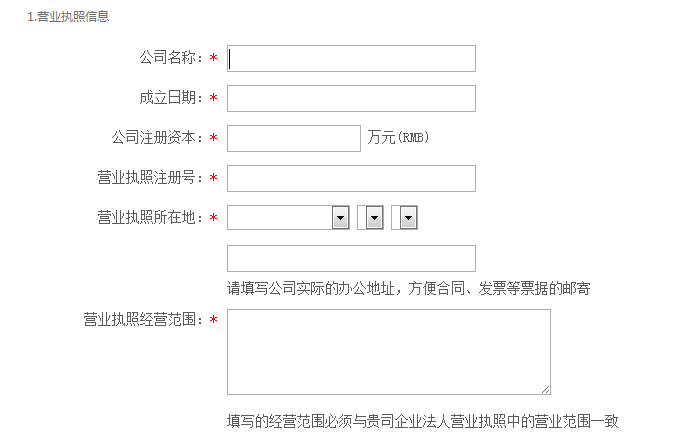 1.营业执照信息
公司名称：*
成立日期：*
公司注册资本：* 万元(RMB)
营业执照注册号：*
营业执照所在地：*
请填写公司实际的办公地址，方便合同、发票等票据的邮寄
营业执照经营范围：*
填写的经营范围必须与贵司企业法人营业执照中的营业范围一致